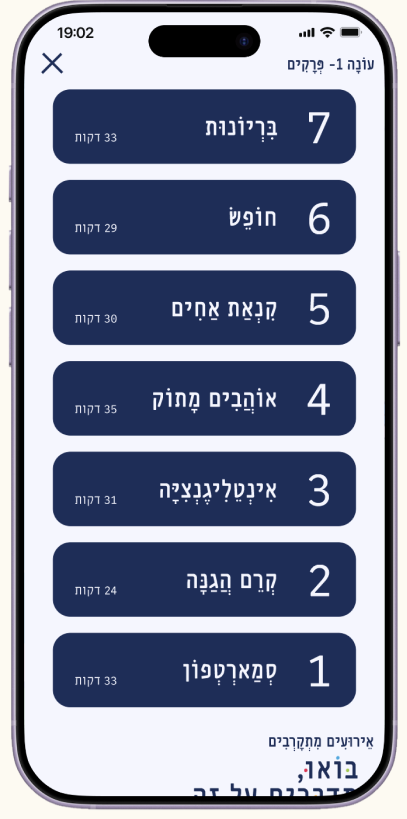 19:02
עוֹנָה 1- פְּרָקִים
7 בִּרְיוֹנוּת 33 דקות
6 חוֹפֵשׁ 29 דקות
5 קִנְאַת אַחִים 30 דקות
4 אוֹהֲבִים מָתוֹק 35 דקות
3 אִינְטֵלִיגֶנְצִיָּה 31 דקות
2 קְרֵם הֲגַנָּה 24 דקות
1 סְמַארְטְפוֹן 33 דקות
אֵירוּעִים מִתְקָרְבִים
בּוֹאוּ,